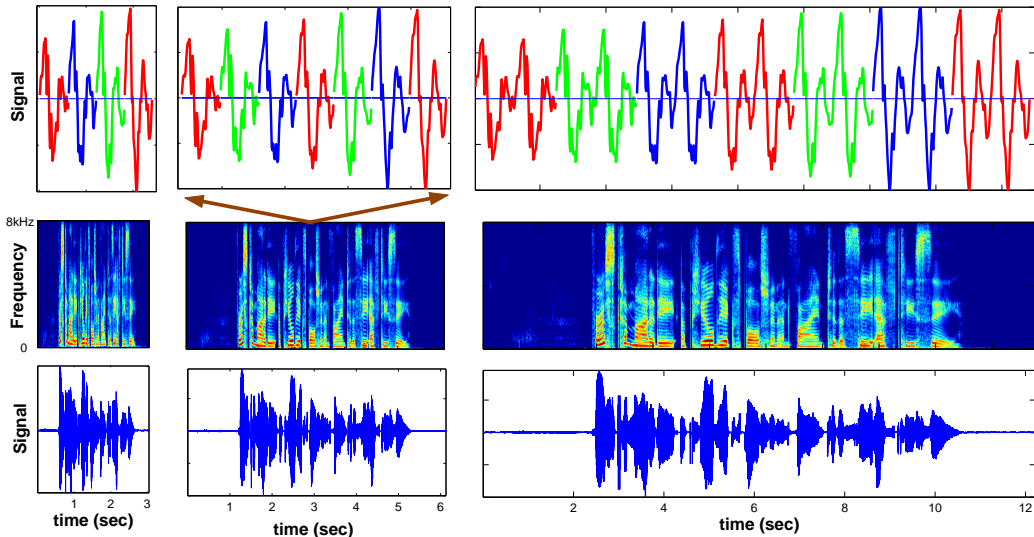 Signal
8kHz
Frequency
0
Signal
1 2 3
time (sec)
1 2 3 4 5 6
time (sec)
2 4 6 8 10 12
time (sec)